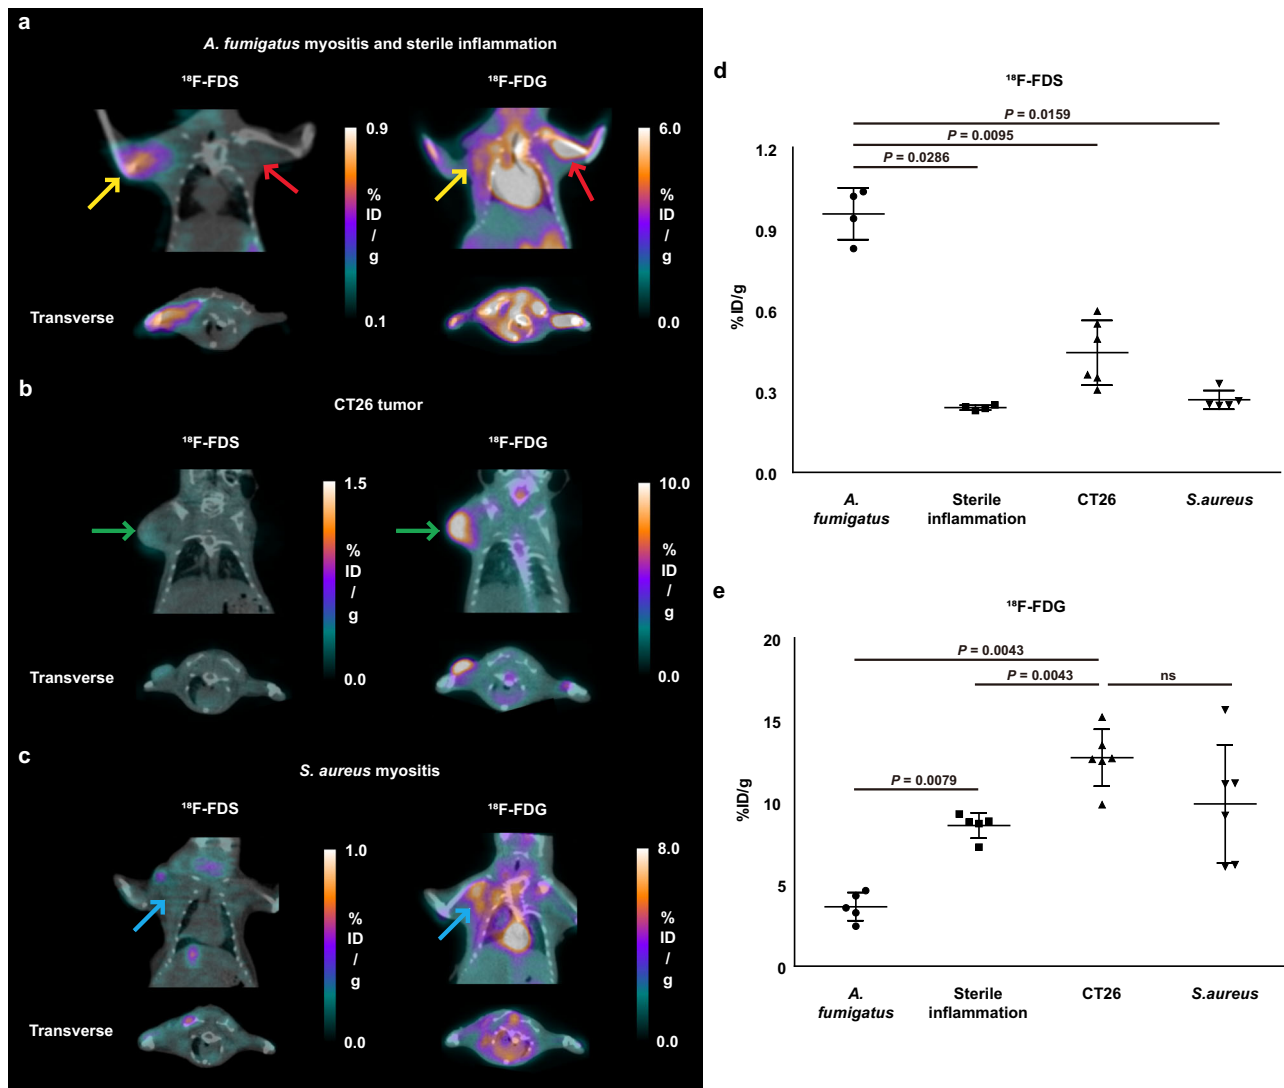 a
A. fumigatus myositis and sterile inflammation
¹⁸F-FDS
¹⁸F-FDG
0.9
%
ID
/
g
0.1
6.0
%
ID
/
g
0.0
Transverse
b
CT26 tumor
¹⁸F-FDS
¹⁸F-FDG
1.5
%
ID
/
g
0.0
10.0
%
ID
/
g
0.0
Transverse
c
S. aureus myositis
¹⁸F-FDS
¹⁸F-FDG
1.0
%
ID
/
g
0.0
8.0
%
ID
/
g
0.0
Transverse
d
¹⁸F-FDS
P = 0.0159
P = 0.0095
P = 0.0286
%ID/g
1.2
0.9
0.6
0.3
0.0
A.
fumigatus
Sterile
inflammation
CT26
S.aureus
e
¹⁸F-FDG
P = 0.0043
P = 0.0043
ns
P = 0.0079
%ID/g
20
15
10
5
0
A.
fumigatus
Sterile
inflammation
CT26
S.aureus